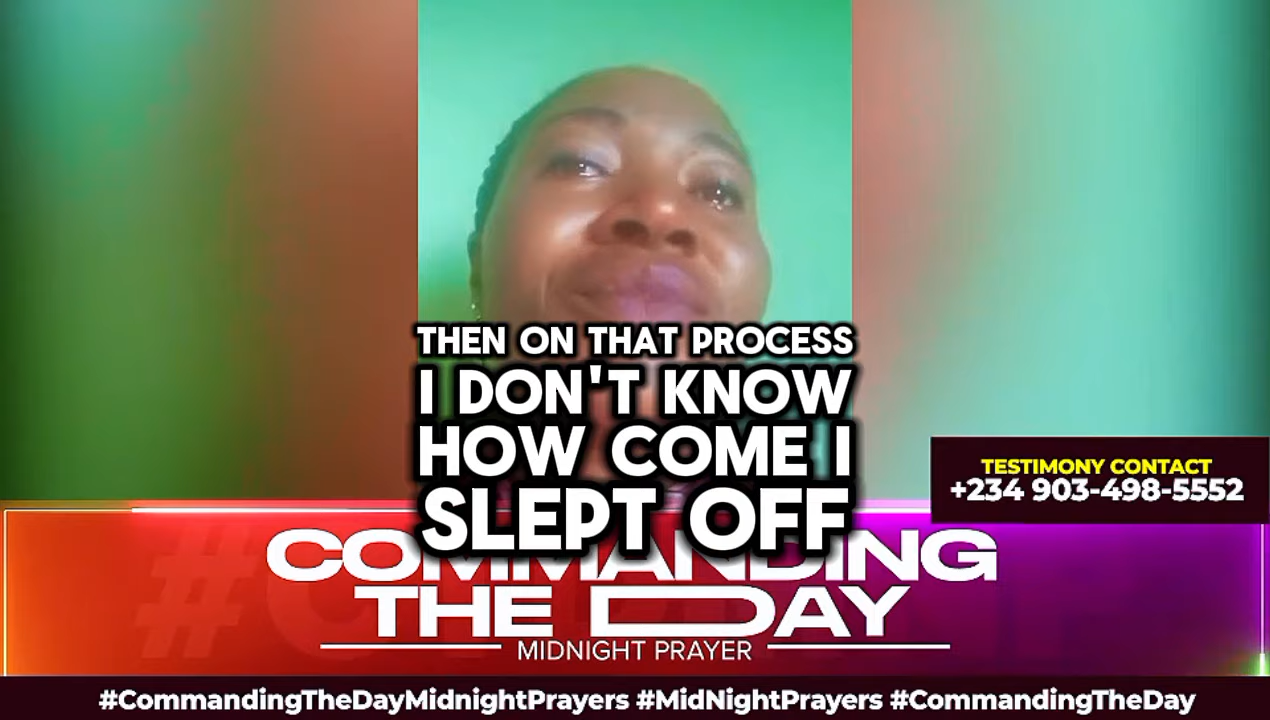 THEN ON THAT PROCESS
I DON'T KNOW
HOW COME I
SLEPT OFF
TESTIMONY CONTACT
+234 903-498-5552
COMMANDING
THE DAY
MIDNIGHT PRAYER
#CommandingTheDayMidnightPrayers #MidNightPrayers #CommandingTheDay